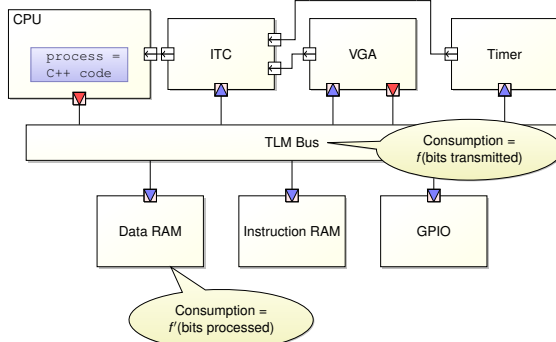 CPU
process =
C++ code
ITC
VGA
Timer
TLM Bus
Consumption =
f(bits transmitted)
Data RAM
Instruction RAM
GPIO
Consumption =
f′(bits processed)